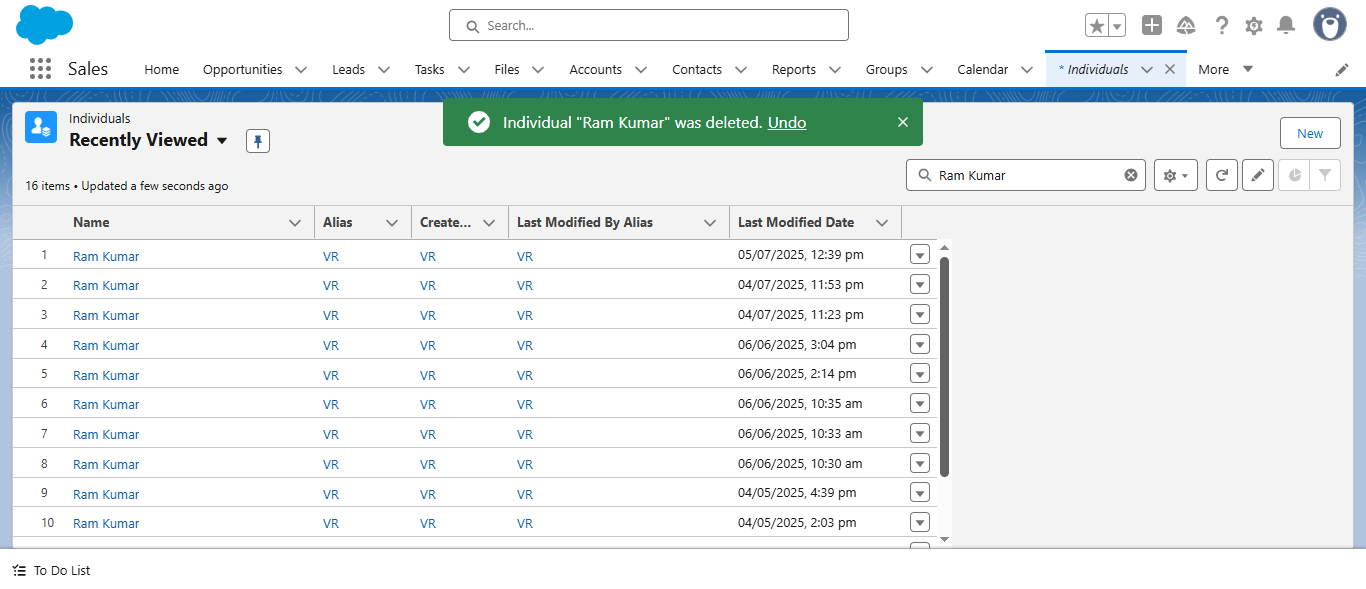 Search...
Sales
Home
Opportunities
Leads
Tasks
Files
Accounts
Contacts
Reports
Groups
Calendar
* Individuals
More
Individual "Ram Kumar" was deleted. Undo
Individuals
Recently Viewed
New
16 items • Updated a few seconds ago
Ram Kumar
Name Alias Create... Last Modified By Alias Last Modified Date
1 Ram Kumar VR VR VR 05/07/2025, 12:39 pm
2 Ram Kumar VR VR VR 04/07/2025, 11:53 pm
3 Ram Kumar VR VR VR 04/07/2025, 11:23 pm
4 Ram Kumar VR VR VR 06/06/2025, 3:04 pm
5 Ram Kumar VR VR VR 06/06/2025, 2:14 pm
6 Ram Kumar VR VR VR 06/06/2025, 10:35 am
7 Ram Kumar VR VR VR 06/06/2025, 10:33 am
8 Ram Kumar VR VR VR 06/06/2025, 10:30 am
9 Ram Kumar VR VR VR 04/05/2025, 4:39 pm
10 Ram Kumar VR VR VR 04/05/2025, 2:03 pm
To Do List